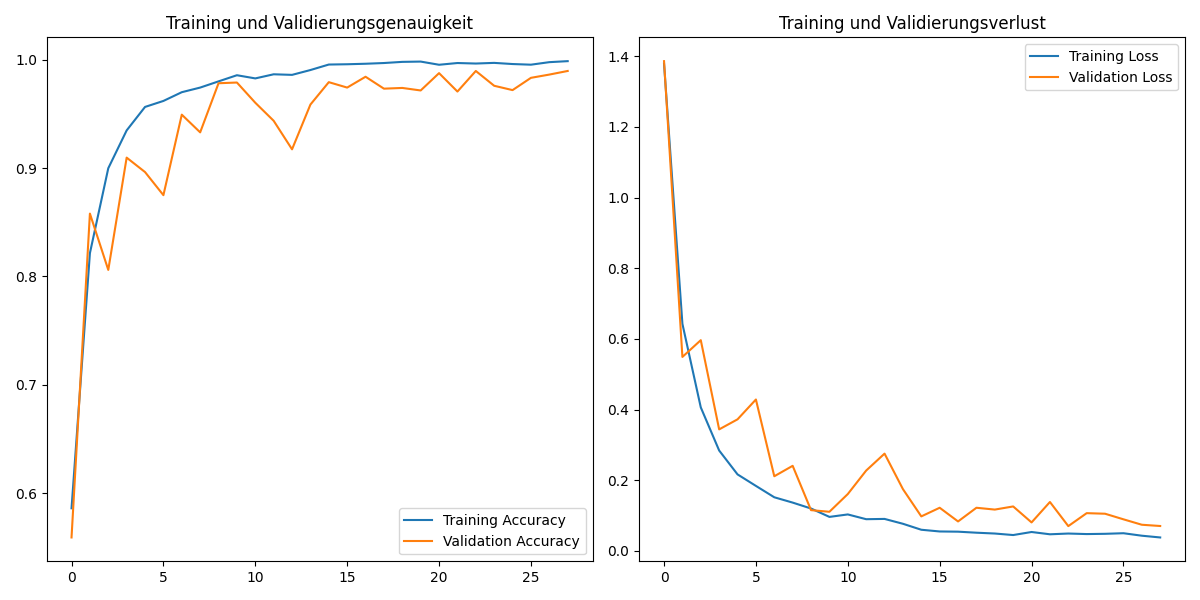 Training und Validierungsgenauigkeit
1.0
0.9
0.8
0.7
0.6
0 5 10 15 20 25
Training Accuracy
Validation Accuracy
Training und Validierungsverlust
1.4
1.2
1.0
0.8
0.6
0.4
0.2
0.0
0 5 10 15 20 25
Training Loss
Validation Loss